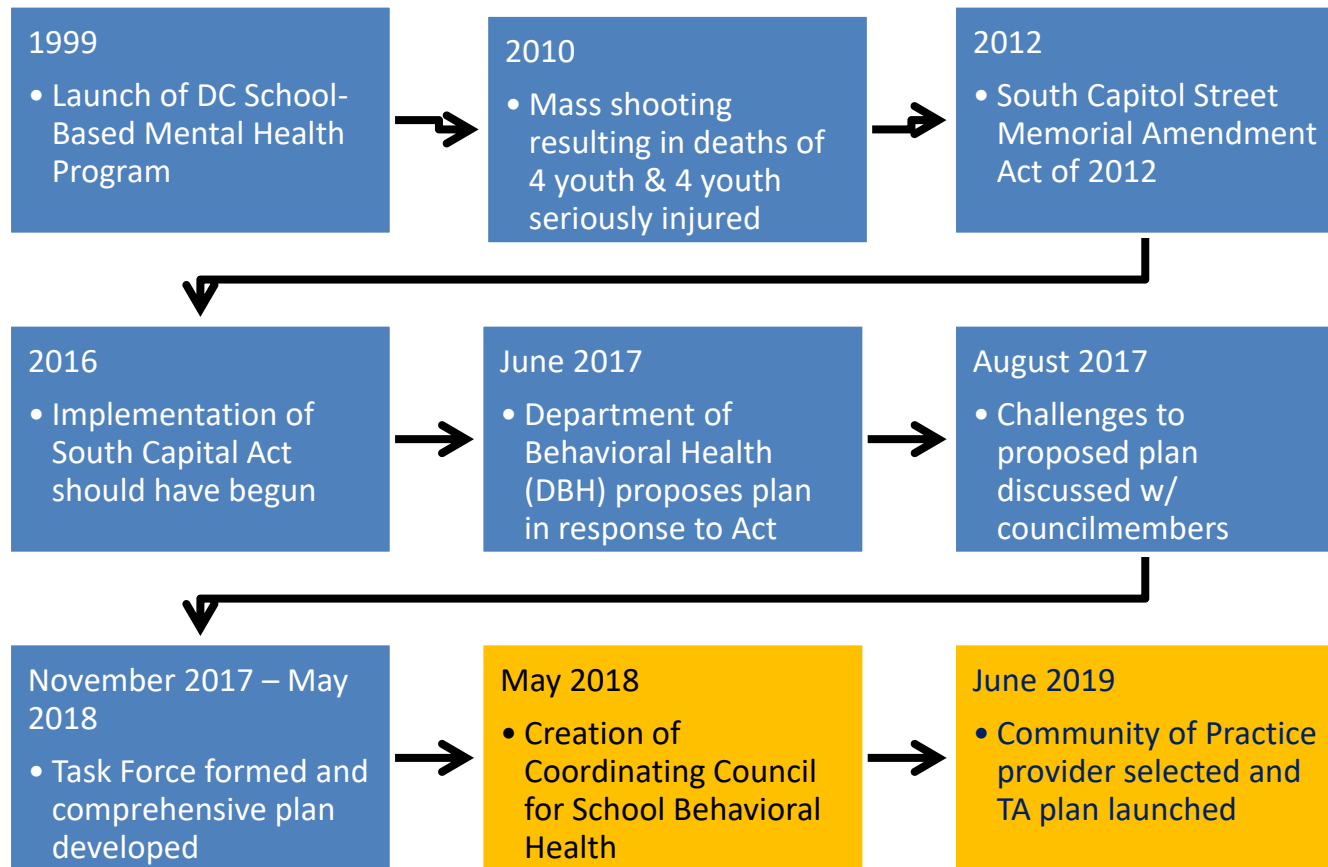 1999
• Launch of DC School-
Based Mental Health
Program
2010
• Mass shooting
resulting in deaths of
4 youth & 4 youth
seriously injured
2012
• South Capitol Street
Memorial Amendment
Act of 2012
2016
• Implementation of
South Capital Act
should have begun
June 2017
• Department of
Behavioral Health
(DBH) proposes plan
in response to Act
August 2017
• Challenges to
proposed plan
discussed w/
councilmembers
November 2017 – May
2018
• Task Force formed and
comprehensive plan
developed
May 2018
• Creation of
Coordinating Council
for School Behavioral
Health
June 2019
• Community of Practice
provider selected and
TA plan launched